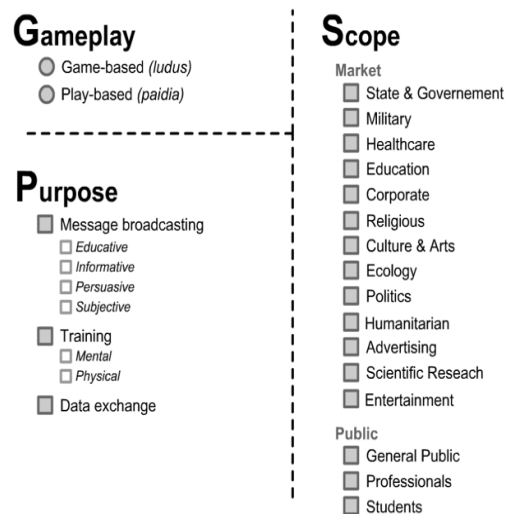 Gameplay
Game-based (ludus)
Play-based (paidia)
Purpose
Message broadcasting
Educative
Informative
Persuasive
Subjective
Training
Mental
Physical
Data exchange
Scope
Market
State & Governement
Military
Healthcare
Education
Corporate
Religious
Culture & Arts
Ecology
Politics
Humanitarian
Advertising
Scientific Reseach
Entertainment
Public
General Public
Professionals
Students